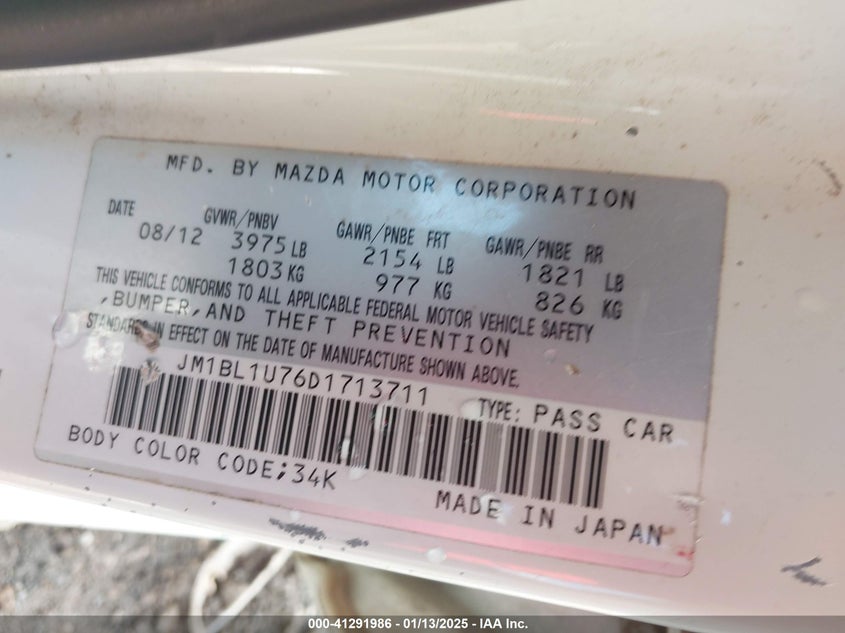 MFD. BY MAZDA MOTOR CORPORATION
DATE GVWR/PNBV GAWR/PNBE FRT GAWR/PNBE RR
08/12 3975 LB 2154 LB 1821 LB
1803 KG 977 KG 826 KG
THIS VEHICLE CONFORMS TO ALL APPLICABLE FEDERAL MOTOR VEHICLE SAFETY
,BUMPER,AND THEFT PREVENTION
STANDARDS IN EFFECT ON THE DATE OF MANUFACTURE SHOWN ABOVE.
JM1BL1U76D1713711 TYPE: PASS CAR
BODY COLOR CODE;34K
MADE IN JAPAN
000-41291986 - 01/13/2025 - IAA Inc.